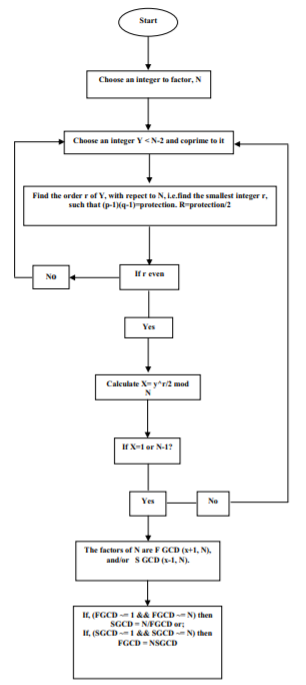 Start
Choose an integer to factor, N
Choose an integer Y < N-2 and coprime to it
Find the order r of Y, with repect to N, i.e.find the smallest integer r,
such that (p-1)(q-1)=protection. R=protection/2
If r even
No
Yes
Calculate X= y^r/2 mod
N
If X=1 or N-1?
Yes
No
The factors of N are F GCD (x+1, N),
and/or S GCD (x-1, N).
If, (FGCD ~= 1 && FGCD ~= N) then
SGCD = N/FGCD or;
If, (SGCD ~= 1 && SGCD ~= N) then
FGCD = NSGCD